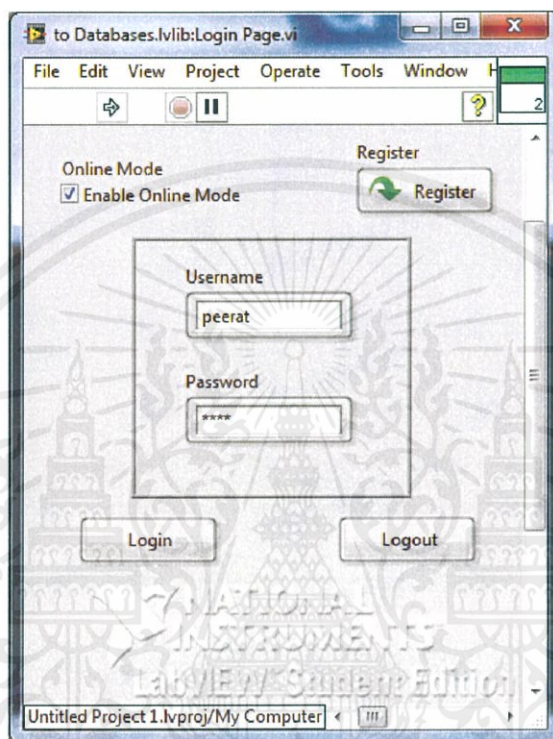 to Databases.lvlib:Login Page.vi
File Edit View Project Operate Tools Window H
2
Register
Online Mode
Enable Online Mode
Register
Username
peerat
Password
****
Login Logout
NATIONAL
INSTRUMENTS
LabVIEW Student Edition
Untitled Project 1.lvproj/My Computer